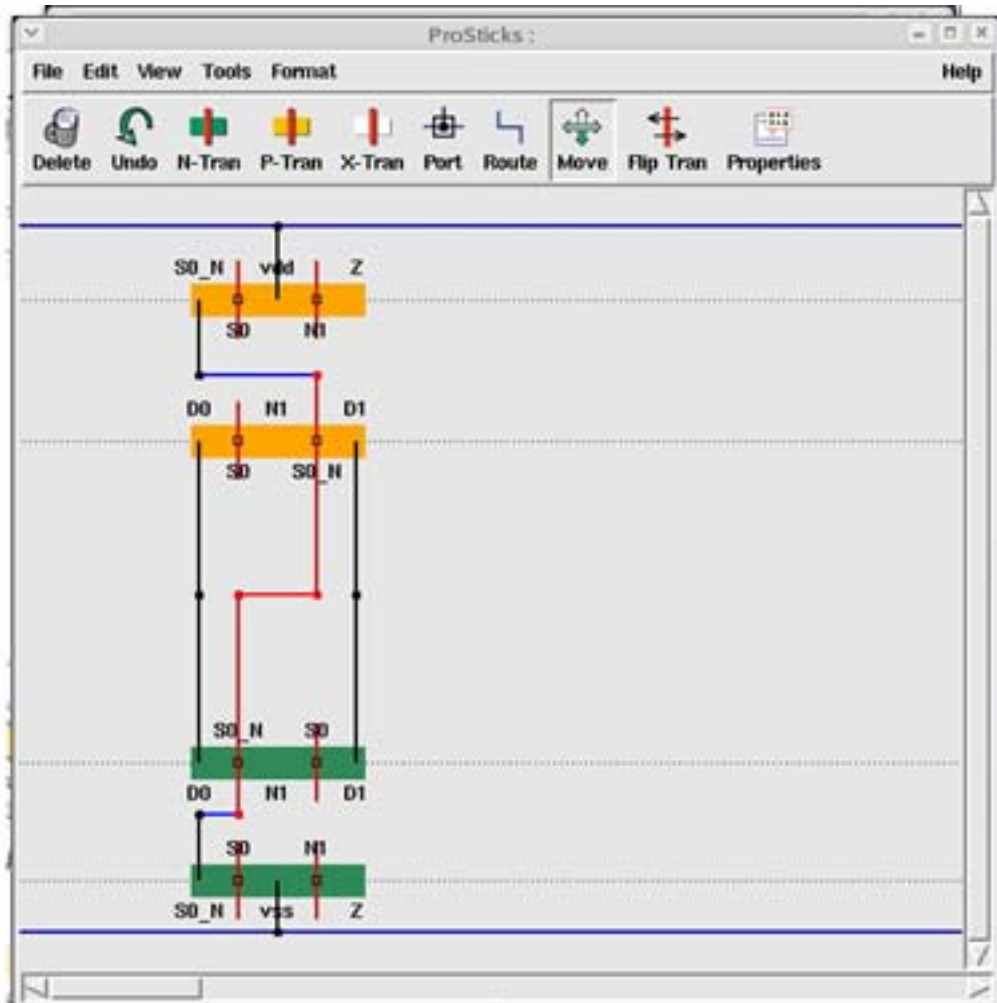 ProSticks :
File Edit View Tools Format Help
Delete Undo N-Tran P-Tran X-Tran Port Route Move Flip Tran Properties
S0_N vdd Z
S0 N1
D0 N1 D1
S0 S0_N
S0_N S0
D0 N1 D1
S0 N1
S0_N vss Z